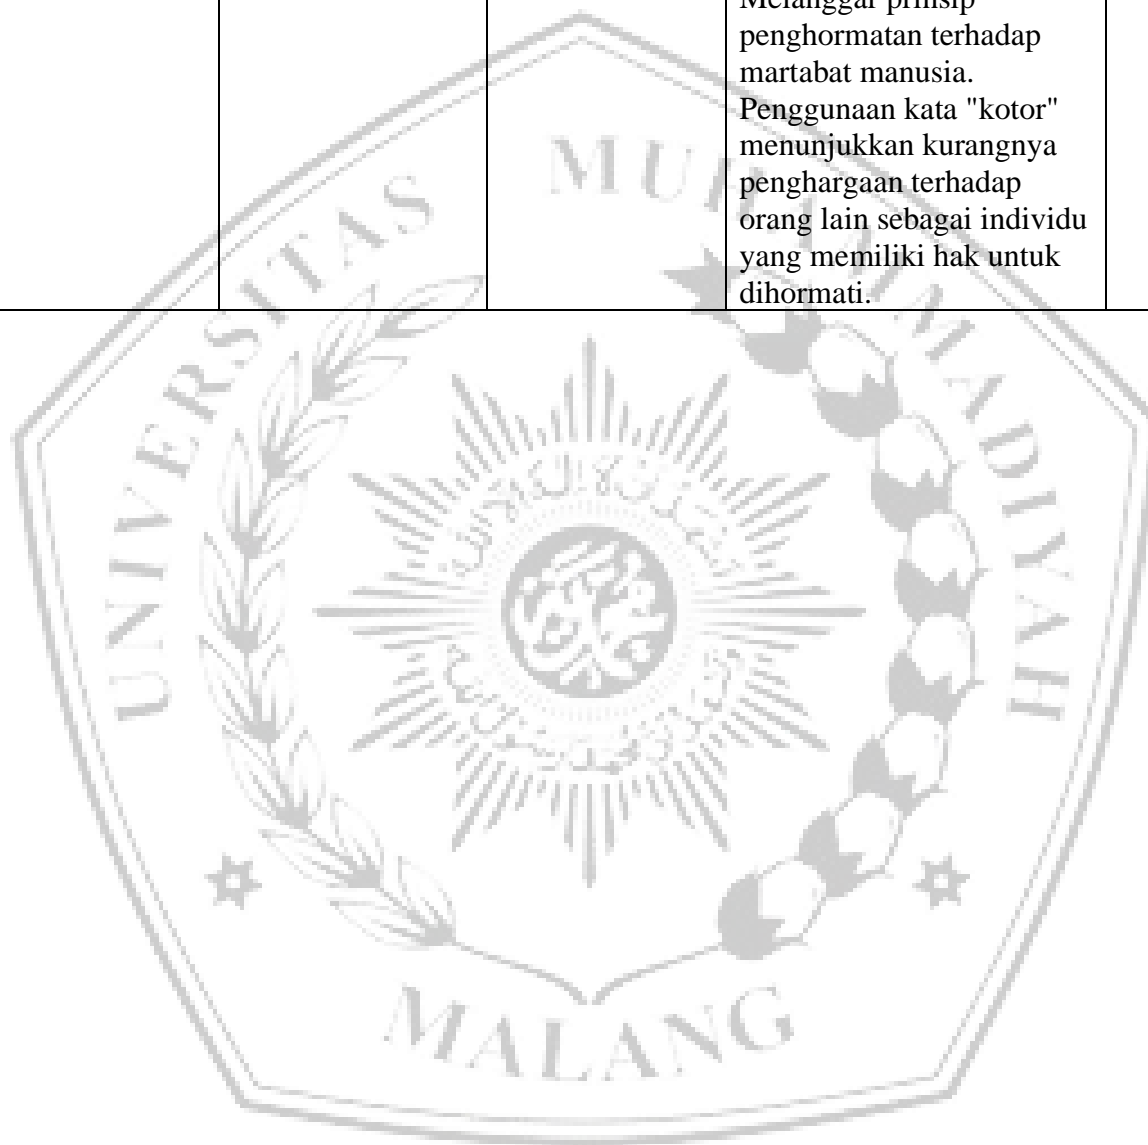 Melanggar prinsip
penghormatan terhadap
martabat manusia.
Penggunaan kata "kotor"
menunjukkan kurangnya
penghargaan terhadap
orang lain sebagai individu
yang memiliki hak untuk
dihormati.
UNIVERSITAS MUHAMMADIYAH
MALANG